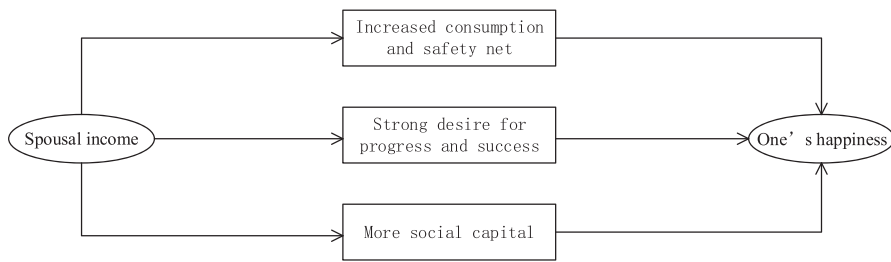 Increased consumption
and safety net
Spousal income
Strong desire for
progress and success
One’s happiness
More social capital